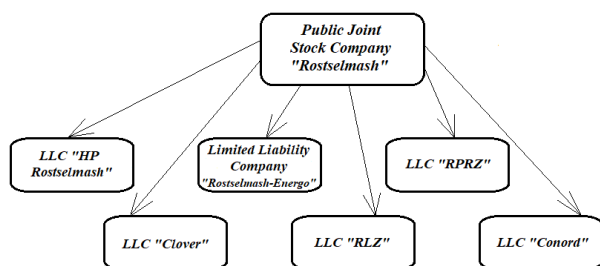 Public Joint
Stock Company
"Rostselmash"
LLC "HP
Rostselmash"
Limited Liability
Company
"Rostselmash-Energo"
LLC "RPRZ"
LLC "Clover"
LLC "RLZ"
LLC "Conord"